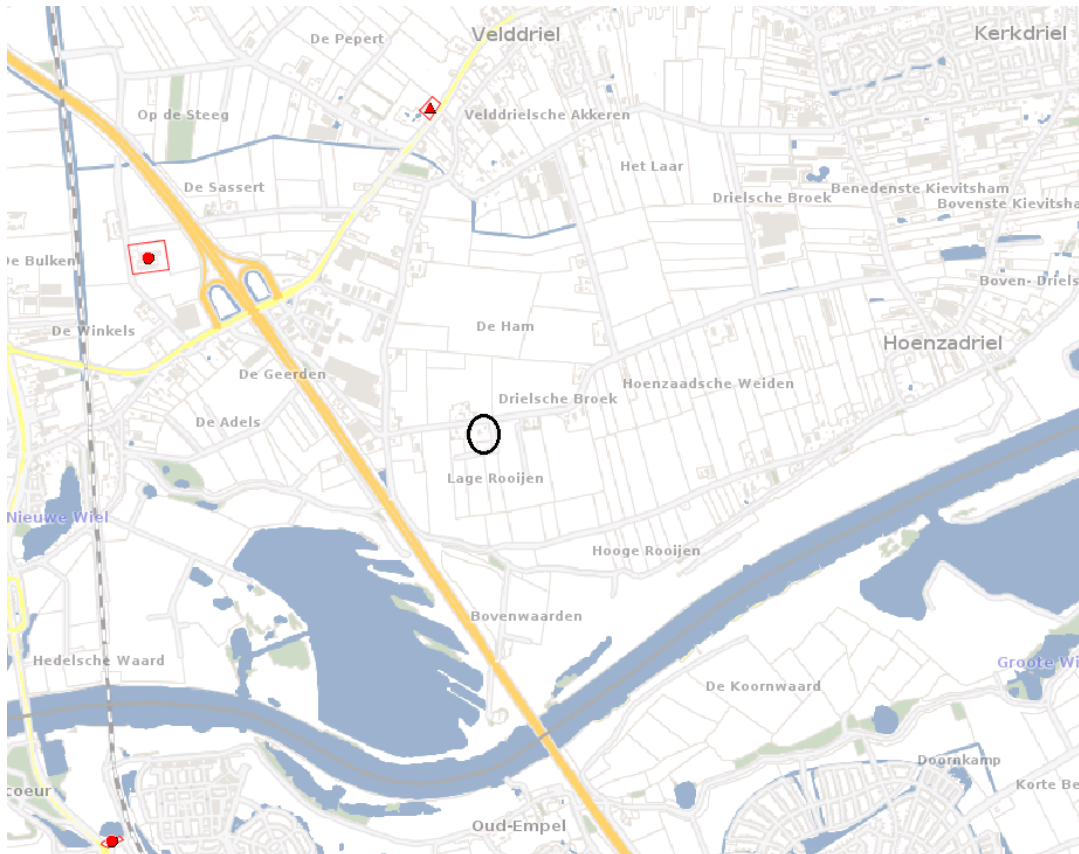 Velddriel
Kerkdriel
De Pepert
Op de Steeg
Velddrielsche Akkeren
Het Laar
De Sassert
Drielsche Broek
Benedenste Kievitsham
Bovenste Kievitsha
De Bulken
Boven- Driels
De Winkels
De Ham
Hoenzadriel
De Geerden
Hoenzaadsche Weiden
Drielsche Broek
De Adels
Lage Rooijen
Nieuwe Wiel
Hooge Rooijen
Bovenwaarden
Hedelsche Waard
Groote Wi
De Koornwaard
Doornkamp
Korte Be
coeur
Oud-Empel